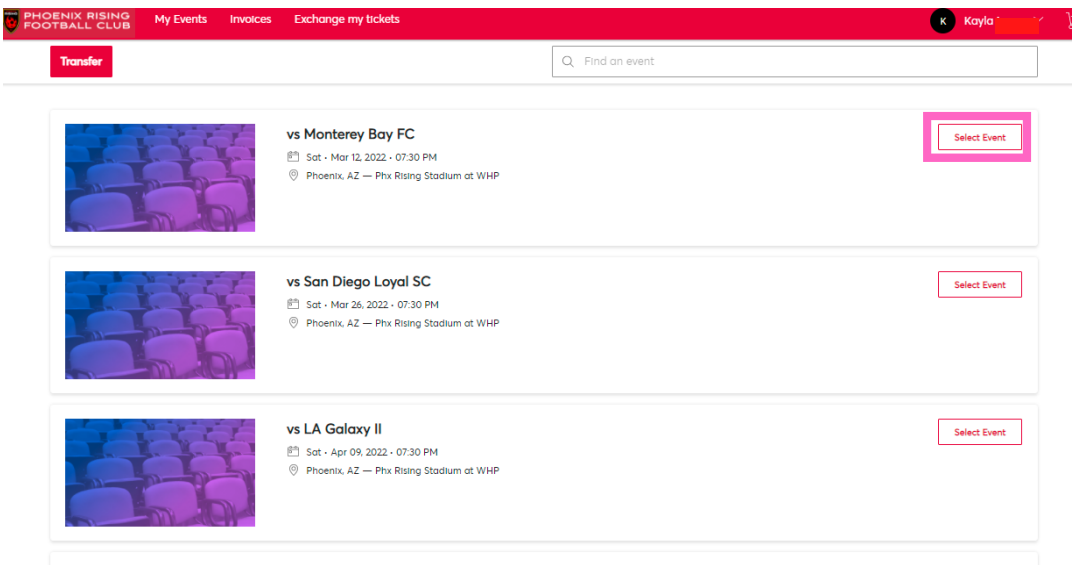 PHOENIX RISING
FOOTBALL CLUB
My Events
Invoices
Exchange my tickets
K
Kayla
Transfer
Find an event
vs Monterey Bay FC
Sat • Mar 12, 2022 • 07:30 PM
Phoenix, AZ — Phx Rising Stadium at WHP
Select Event
vs San Diego Loyal SC
Sat • Mar 26, 2022 • 07:30 PM
Phoenix, AZ — Phx Rising Stadium at WHP
Select Event
vs LA Galaxy II
Sat • Apr 09, 2022 • 07:30 PM
Phoenix, AZ — Phx Rising Stadium at WHP
Select Event